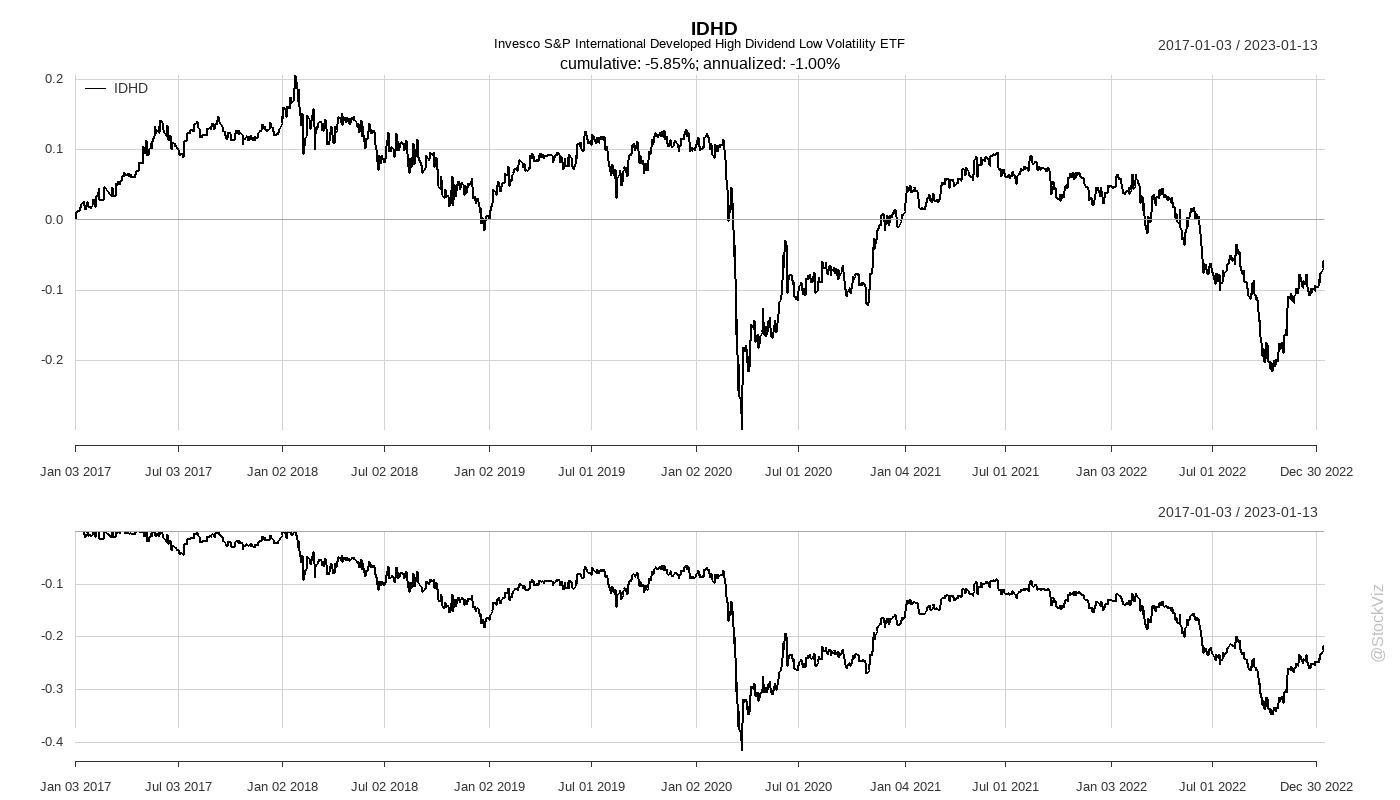 IDHD
Invesco S&P International Developed High Dividend Low Volatility ETF
2017-01-03 / 2023-01-13
cumulative: -5.85%; annualized: -1.00%
IDHD
0.2
0.1
0.0
-0.1
-0.2
Jan 03 2017 Jul 03 2017 Jan 02 2018 Jul 02 2018 Jan 02 2019 Jul 01 2019 Jan 02 2020 Jul 01 2020 Jan 04 2021 Jul 01 2021 Jan 03 2022 Jul 01 2022 Dec 30 2022
2017-01-03 / 2023-01-13
-0.1
-0.2
-0.3
-0.4
Jan 03 2017 Jul 03 2017 Jan 02 2018 Jul 02 2018 Jan 02 2019 Jul 01 2019 Jan 02 2020 Jul 01 2020 Jan 04 2021 Jul 01 2021 Jan 03 2022 Jul 01 2022 Dec 30 2022
@StockViz